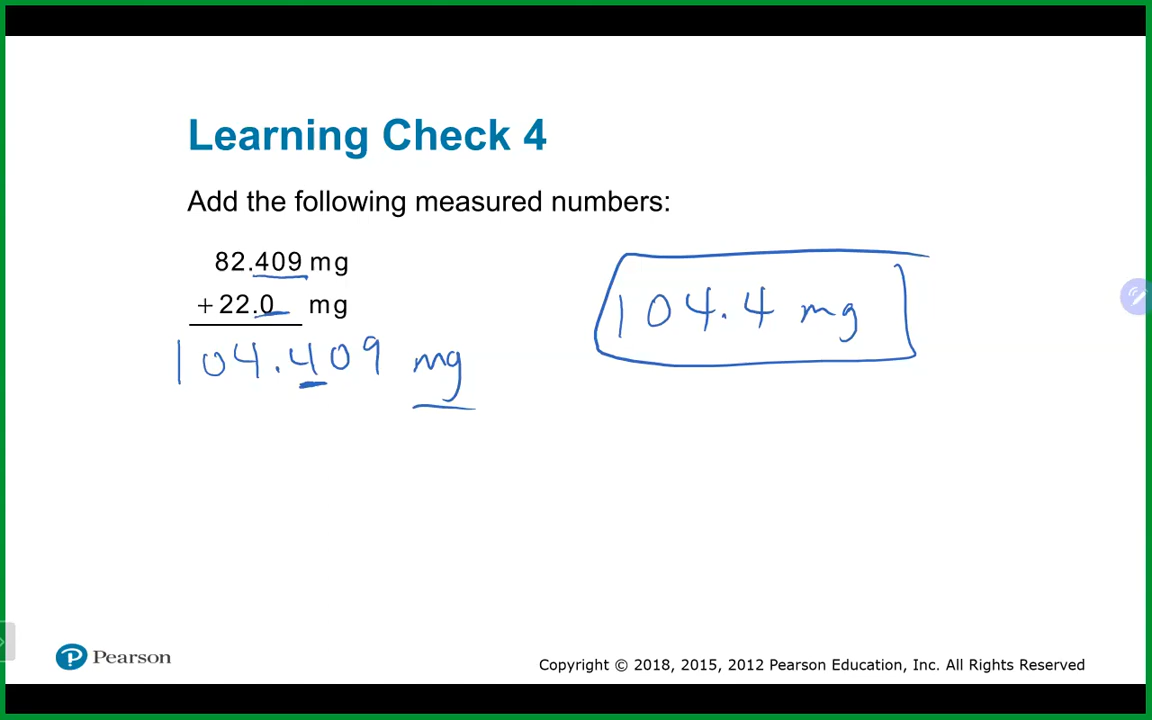 Learning Check 4
Add the following measured numbers:
82.409 mg
+ 22.0 mg
104.409 mg
104.4 mg
Pearson
Copyright © 2018, 2015, 2012 Pearson Education, Inc. All Rights Reserved